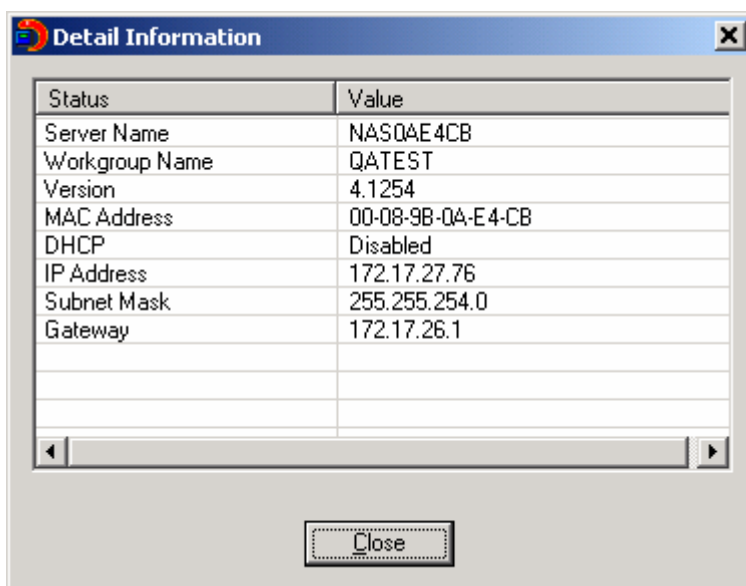 Detail Information
Status Value
Server Name NAS0AE4CB
Workgroup Name QATEST
Version 4.1254
MAC Address 00-08-9B-0A-E4-CB
DHCP Disabled
IP Address 172.17.27.76
Subnet Mask 255.255.254.0
Gateway 172.17.26.1
Close